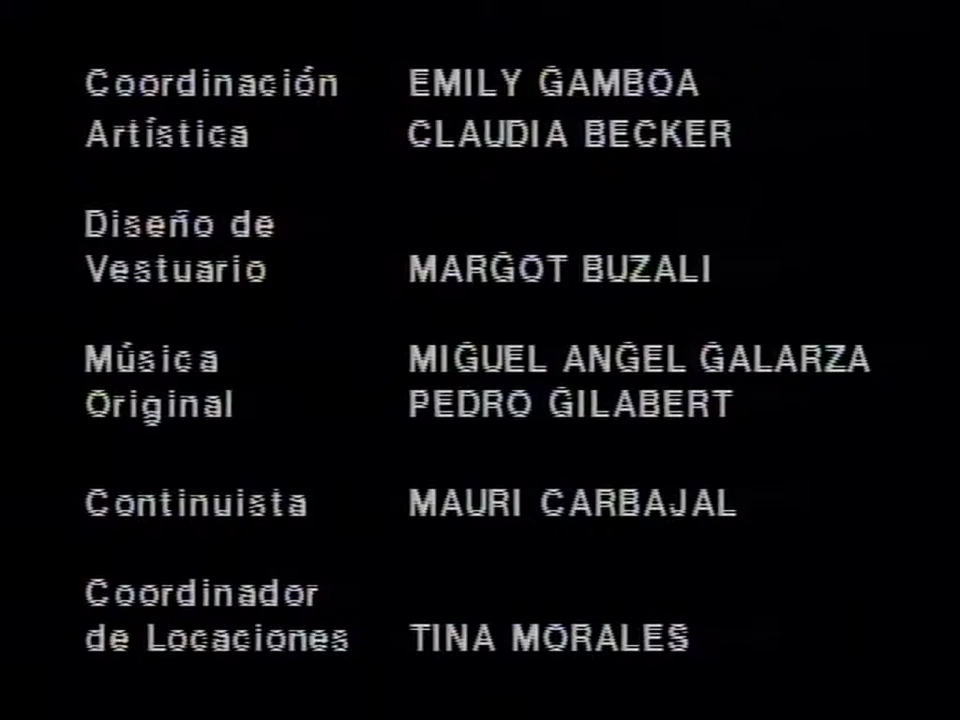 Coordinación EMILY GAMBOA
Artística CLAUDIA BECKER
Diseño de
Vestuario MARGOT BUZALI
Música MIGUEL ANGEL GALARZA
Original PEDRO GILABERT
Continuista MAURI CARBAJAL
Coordinador
de Locaciones TINA MORALES